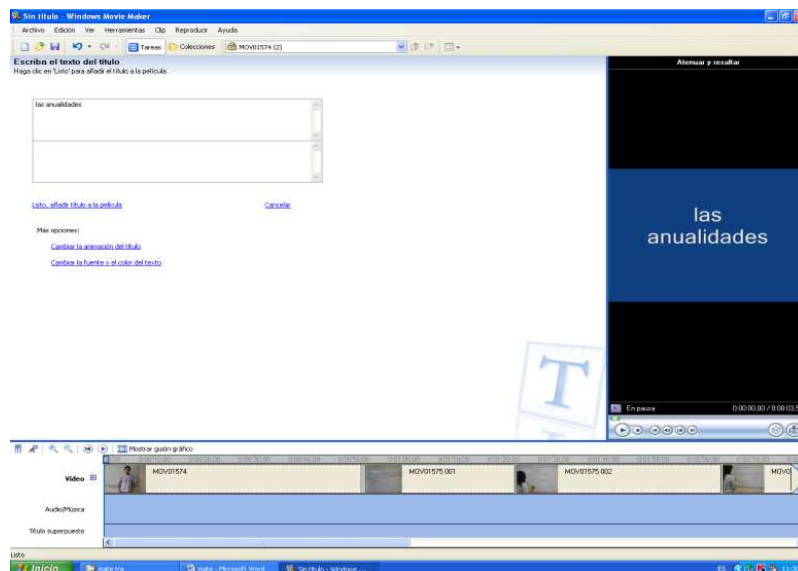 Sin título - Windows Movie Maker
Archivo Edición Ver Herramientas Clip Reproducir Ayuda
Tareas Colecciones MOV01574 (2)
Escriba el texto del título
Haga clic en 'Listo' para añadir el título a la película.
Atenuar y resaltar
las anualidades
Listo, añadir título a la película Cancelar
Más opciones:
Cambiar la animación del título
Cambiar la fuente y el color del texto
las
anualidades
En pausa
Mostrar guión gráfico
Vídeo MOV01574 MOV01575 001 MOV01575 002
Audio/Música
Título superpuesto
Listo
Inicio